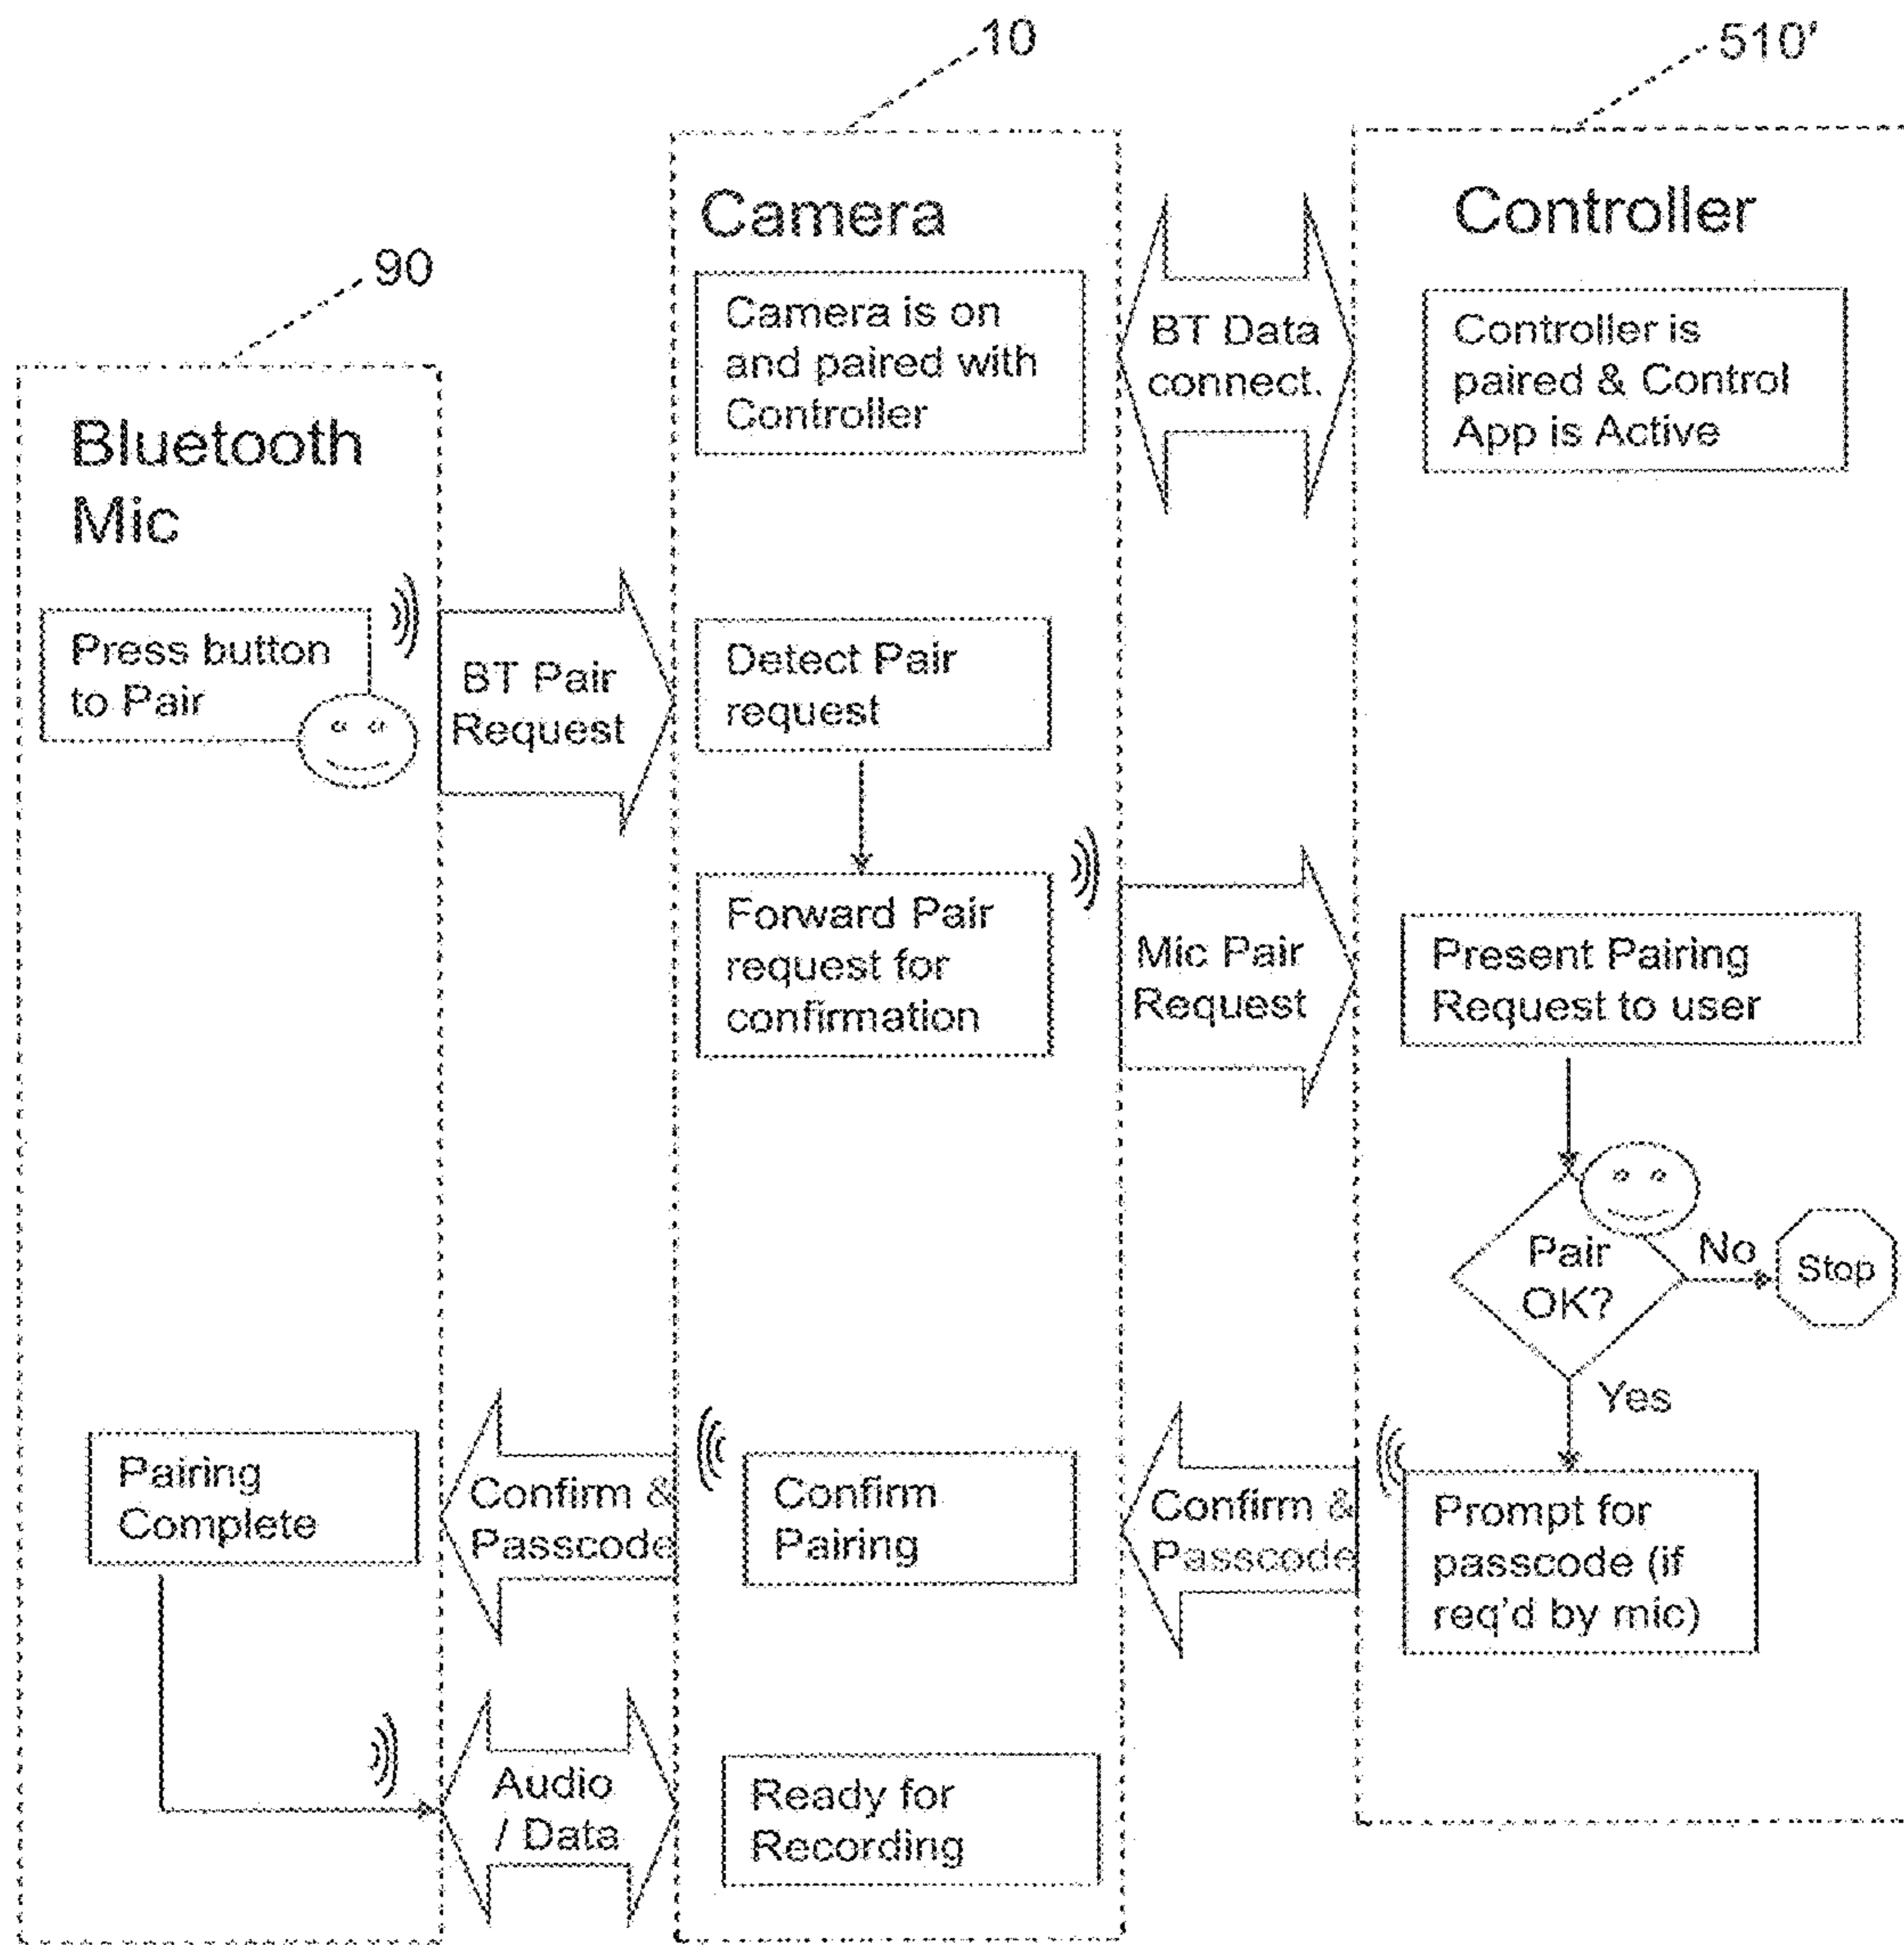 10
510'
90
Camera
Controller
Bluetooth
Mic
Camera is on
and paired with
Controller
BT Data
connect.
Controller is
paired & Control
App is Active
Press button
to Pair
BT Pair
Request
Detect Pair
request
Forward Pair
request for
confirmation
Mic Pair
Request
Present Pairing
Request to user
Pair
OK?
No
Stop
Yes
Prompt for
passcode (if
req'd by mic)
Confirm &
Passcode
Confirm
Pairing
Confirm &
Passcode
Pairing
Complete
Audio
/ Data
Ready for
Recording